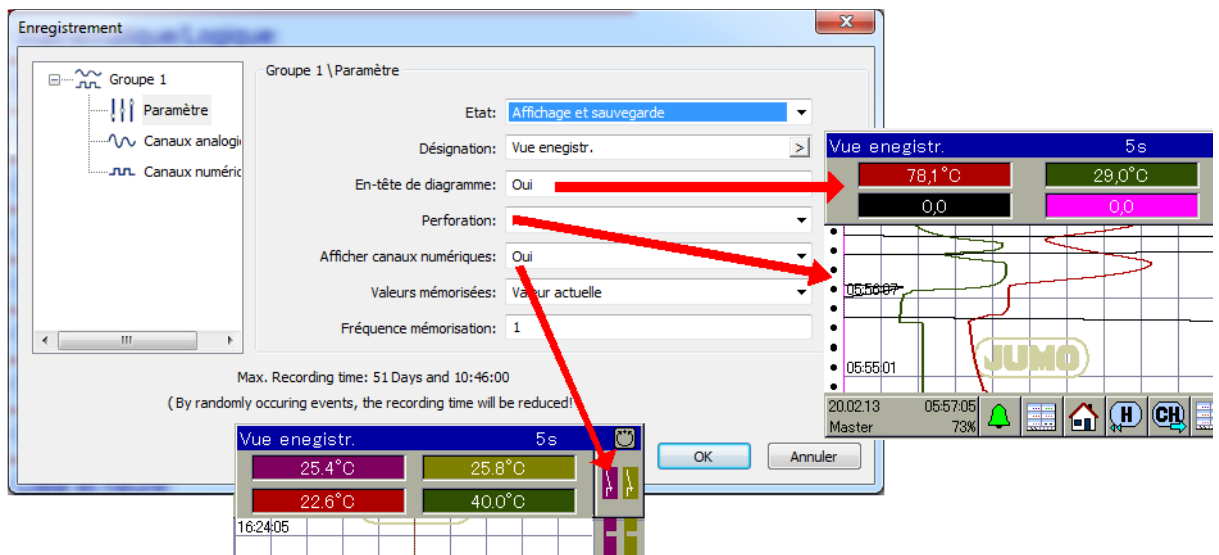 Enregistrement
Groupe 1
Paramètre
Canaux analogi
Canaux numéric
Groupe 1 \ Paramètre
Etat: Affichage et sauvegarde
Désignation: Vue enegistr. >
En-tête de diagramme: Oui
Perforation:
Afficher canaux numériques: Oui
Valeurs mémorisées: Valeur actuelle
Fréquence mémorisation: 1
Max. Recording time: 51 Days and 10:46:00
( By randomly occuring events, the recording time will be reduced!
OK Annuler
Vue enegistr. 5s
78,1°C 29,0°C
0,0 0,0
05:56:07
05:55:01
JUMO
20.02.13 05:57:05
Master 73%
H CH
Vue enegistr. 5s
25.4°C 25.8°C
22.6°C 40.0°C
16:24:05